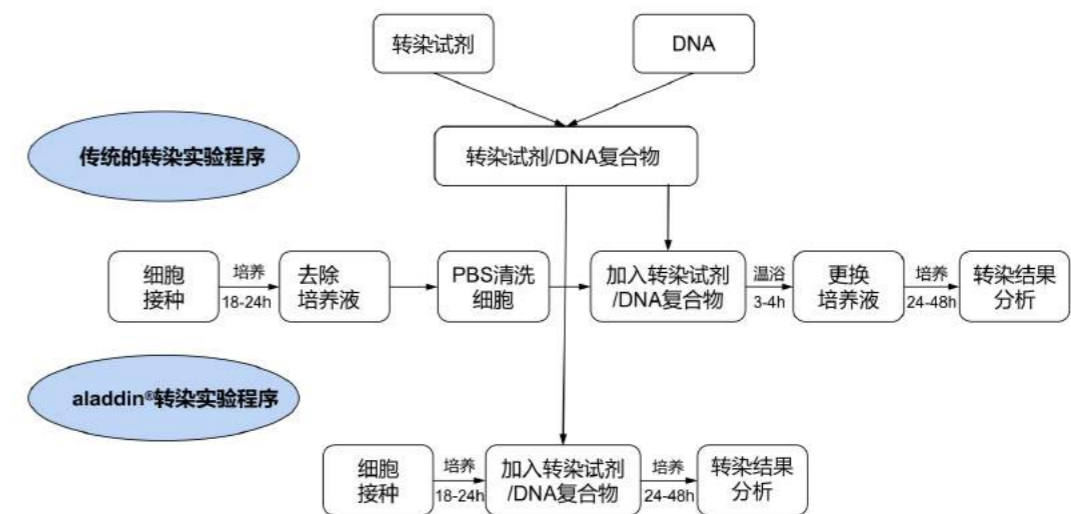 转染试剂
DNA
传统的转染实验程序
转染试剂/DNA复合物
细胞
接种
培养
18-24h
去除
培养液
PBS清洗
细胞
加入转染试剂
/DNA复合物
温浴
3-4h
更换
培养液
培养
24-48h
转染结果
分析
aladdin®转染实验程序
细胞
接种
培养
18-24h
加入转染试剂
/DNA复合物
培养
24-48h
转染结果
分析